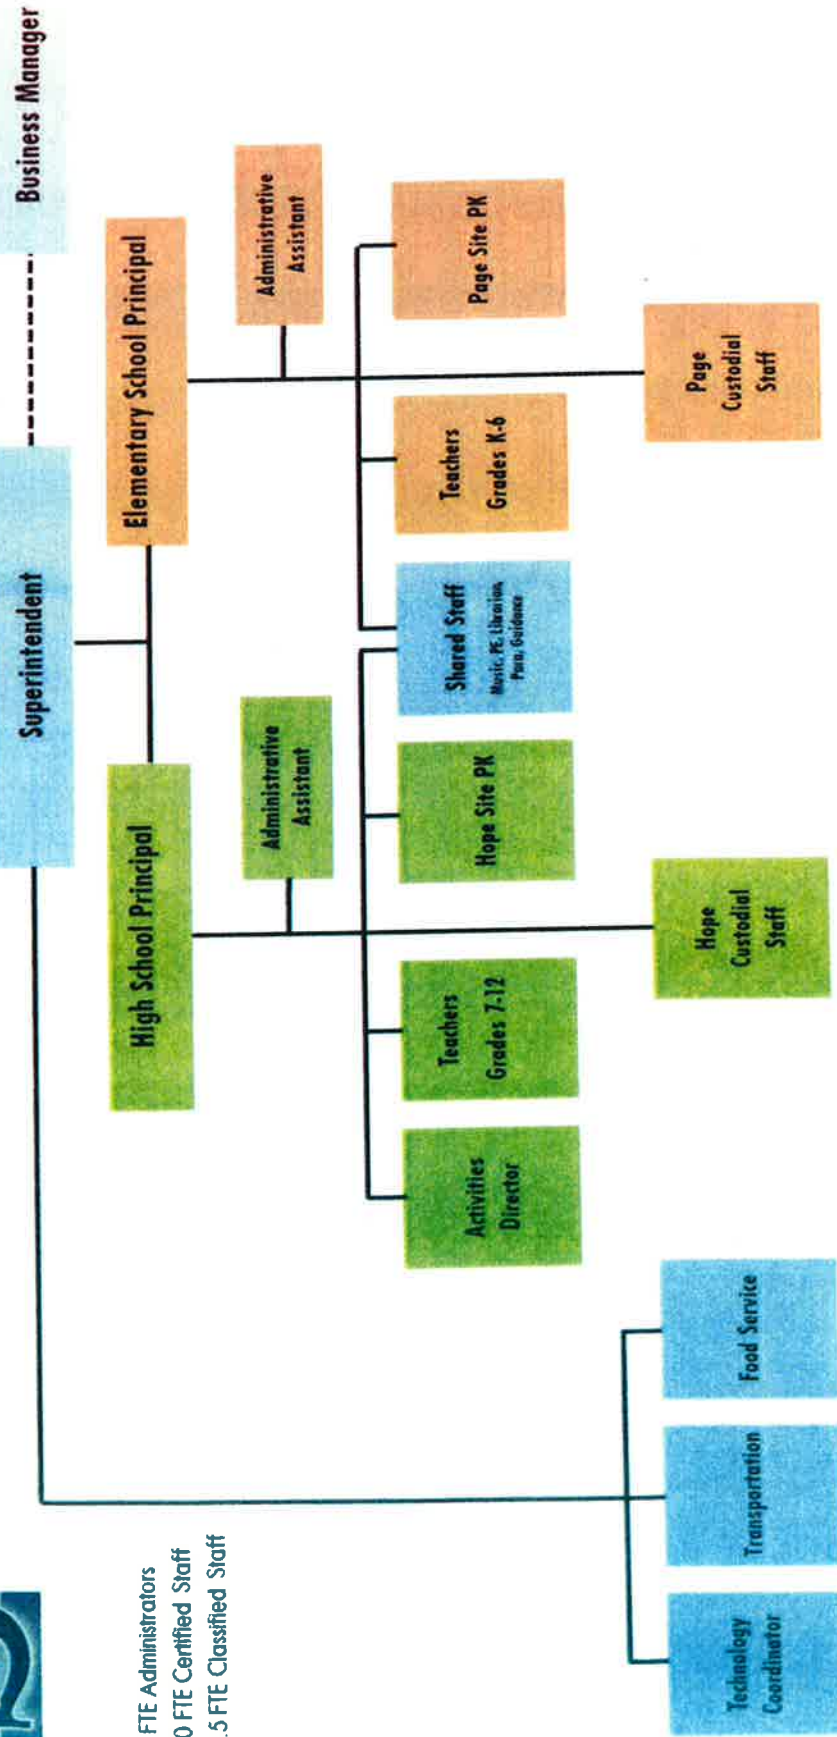 Superintendent
Business Manager
High School Principal
Elementary School Principal
Administrative
Assistant
Administrative
Assistant
FTE Administrators
0 FTE Certified Staff
.5 FTE Classified Staff
Activities
Director
Teachers
Grades 7-12
Hope Site PK
Shared Staff
Music, PE, Librarian,
Para, Guidance
Teachers
Grades K-6
Page Site PK
Hope
Custodial
Staff
Page
Custodial
Staff
Technology
Coordinator
Transportation
Food Service